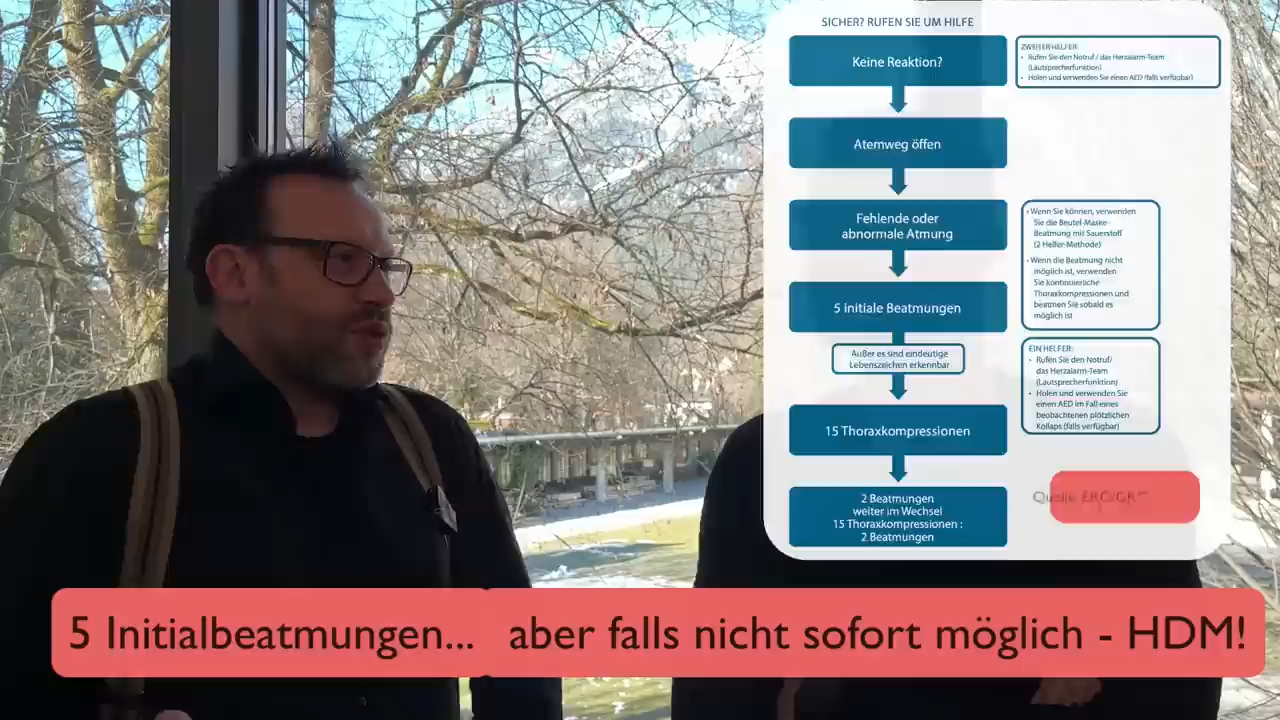 SICHER? RUFEN SIE UM HILFE
Keine Reaktion?
ZWEITER HELFER:
• Rufen Sie den Notruf / das Herzalarm-Team
(Lautsprecherfunktion)
• Holen und verwenden Sie einen AED (falls verfügbar)
Atemweg öffen
Fehlende oder
abnormale Atmung
• Wenn Sie können, verwenden
Sie die Beutel-Maske-
Beatmung mit Sauerstoff
(2 Helfer-Methode)
• Wenn die Beatmung nicht
möglich ist, verwenden
Sie kontinuierliche
Thoraxkompressionen und
beatmen Sie sobald es
möglich ist
5 initiale Beatmungen
Außer es sind eindeutige
Lebenszeichen erkennbar
EIN HELFER:
• Rufen Sie den Notruf/
das Herzalarm-Team
(Lautsprecherfunktion)
• Holen und verwenden Sie
einen AED im Fall eines
beobachtenen plötzlichen
Kollaps (falls verfügbar)
15 Thoraxkompressionen
2 Beatmungen
weiter im Wechsel
15 Thoraxkompressionen :
2 Beatmungen
Quelle
5 Initialbeatmungen... aber falls nicht sofort möglich - HDM!